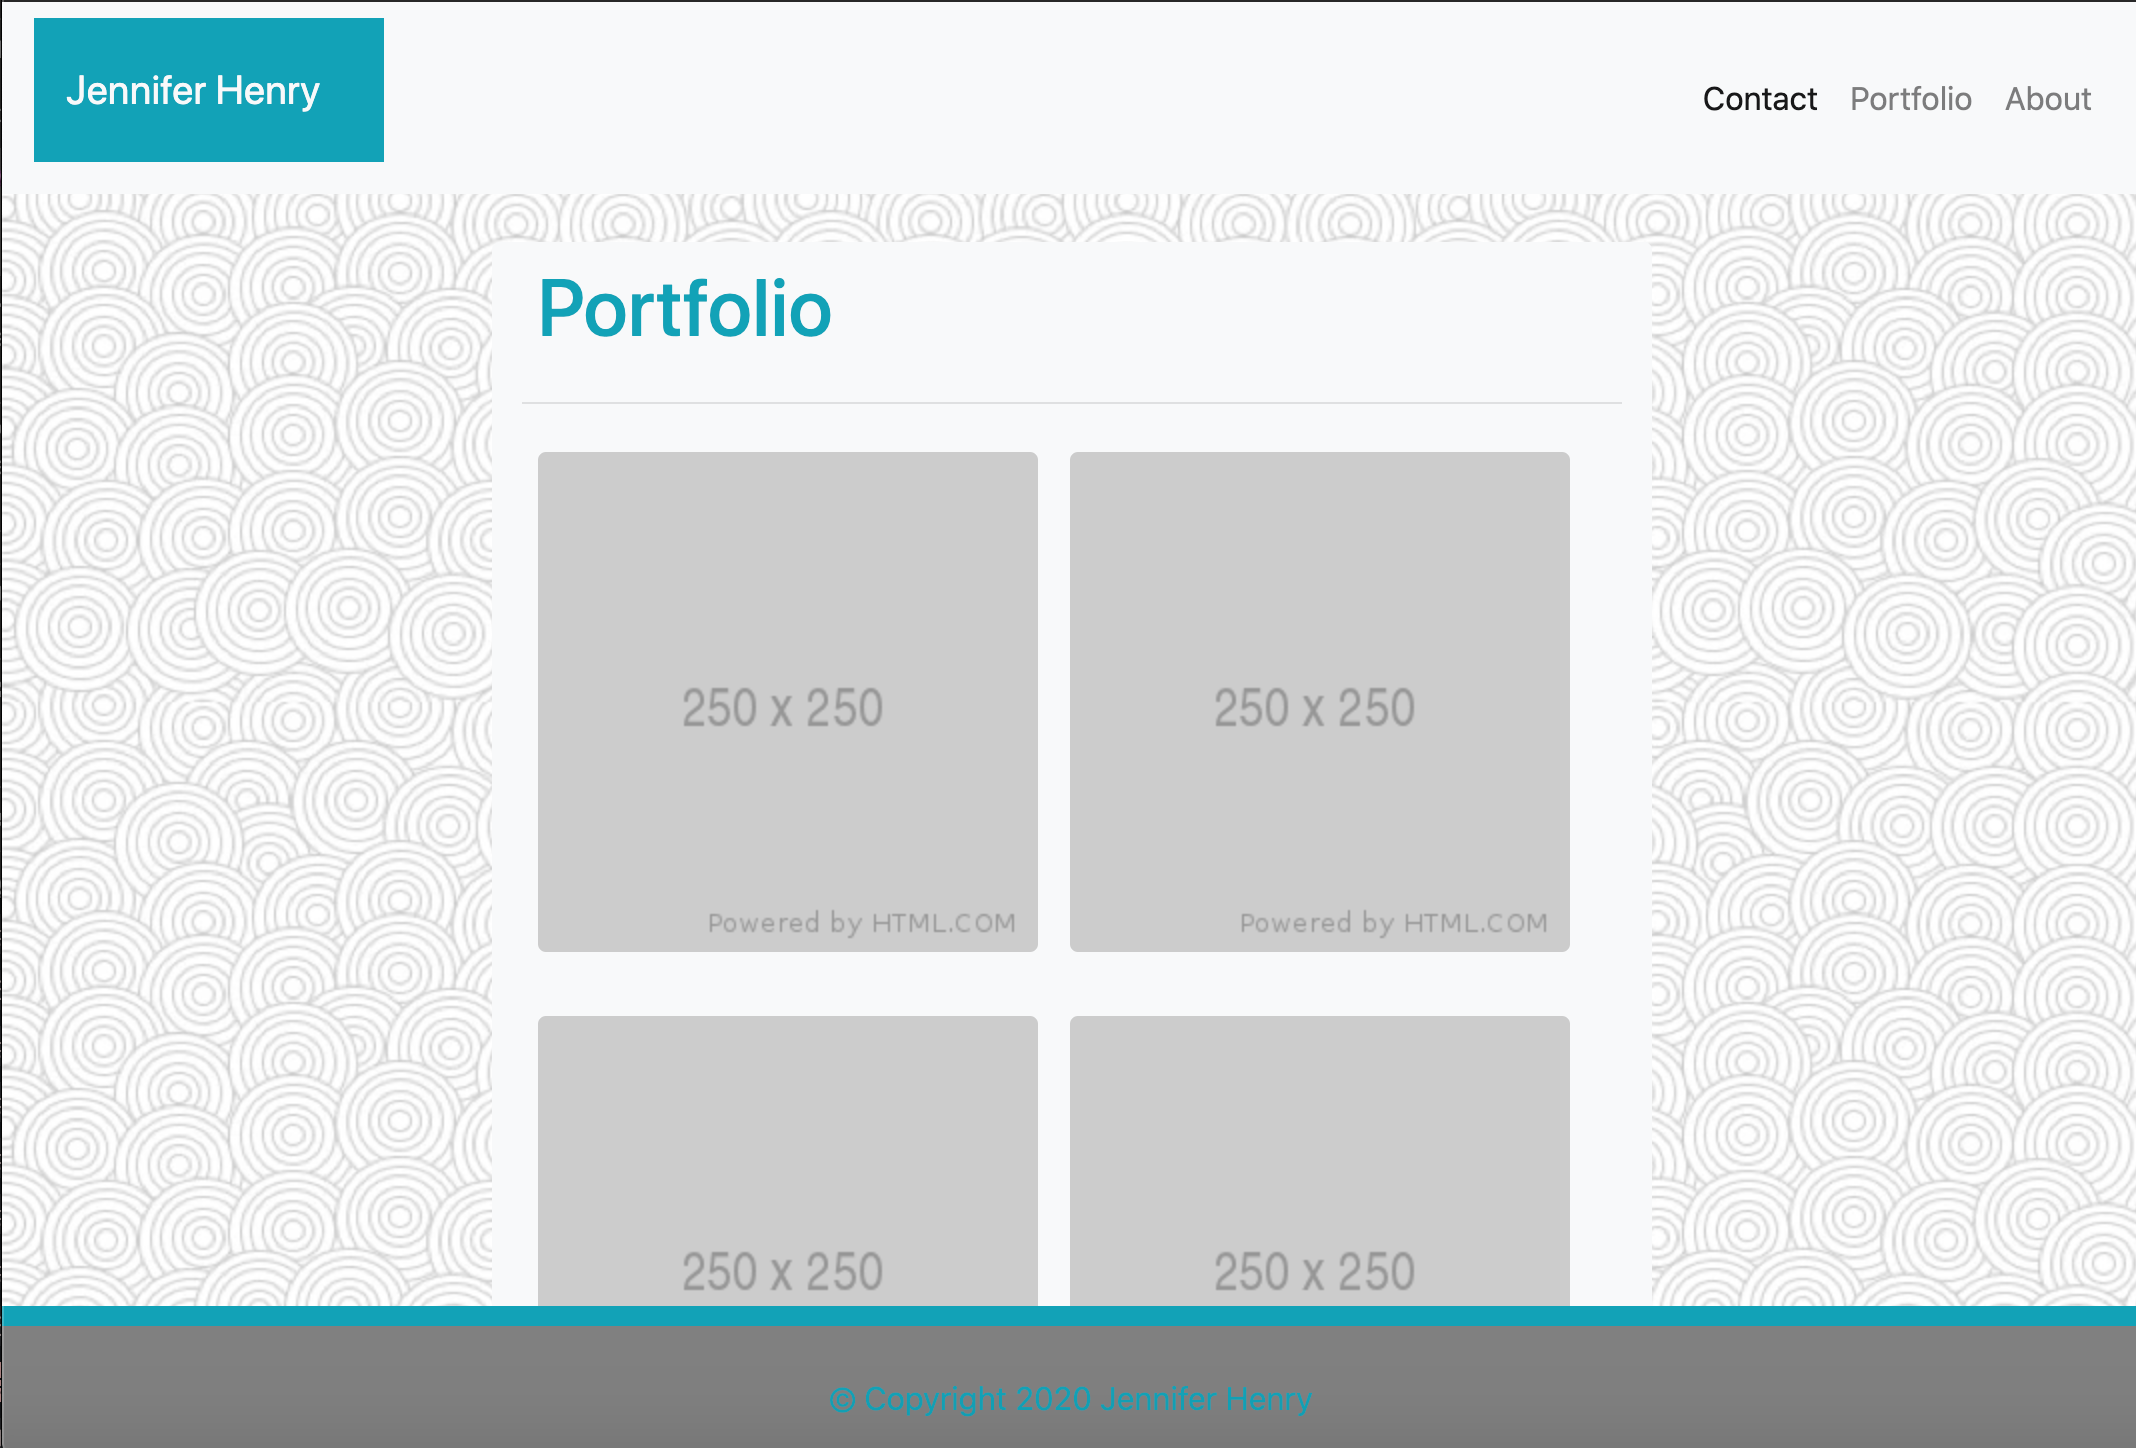 Jennifer Henry
Contact Portfolio About
Portfolio
250 x 250
Powered by HTML.COM
250 x 250
Powered by HTML.COM
250 x 250
250 x 250
© Copyright 2020 Jennifer Henry